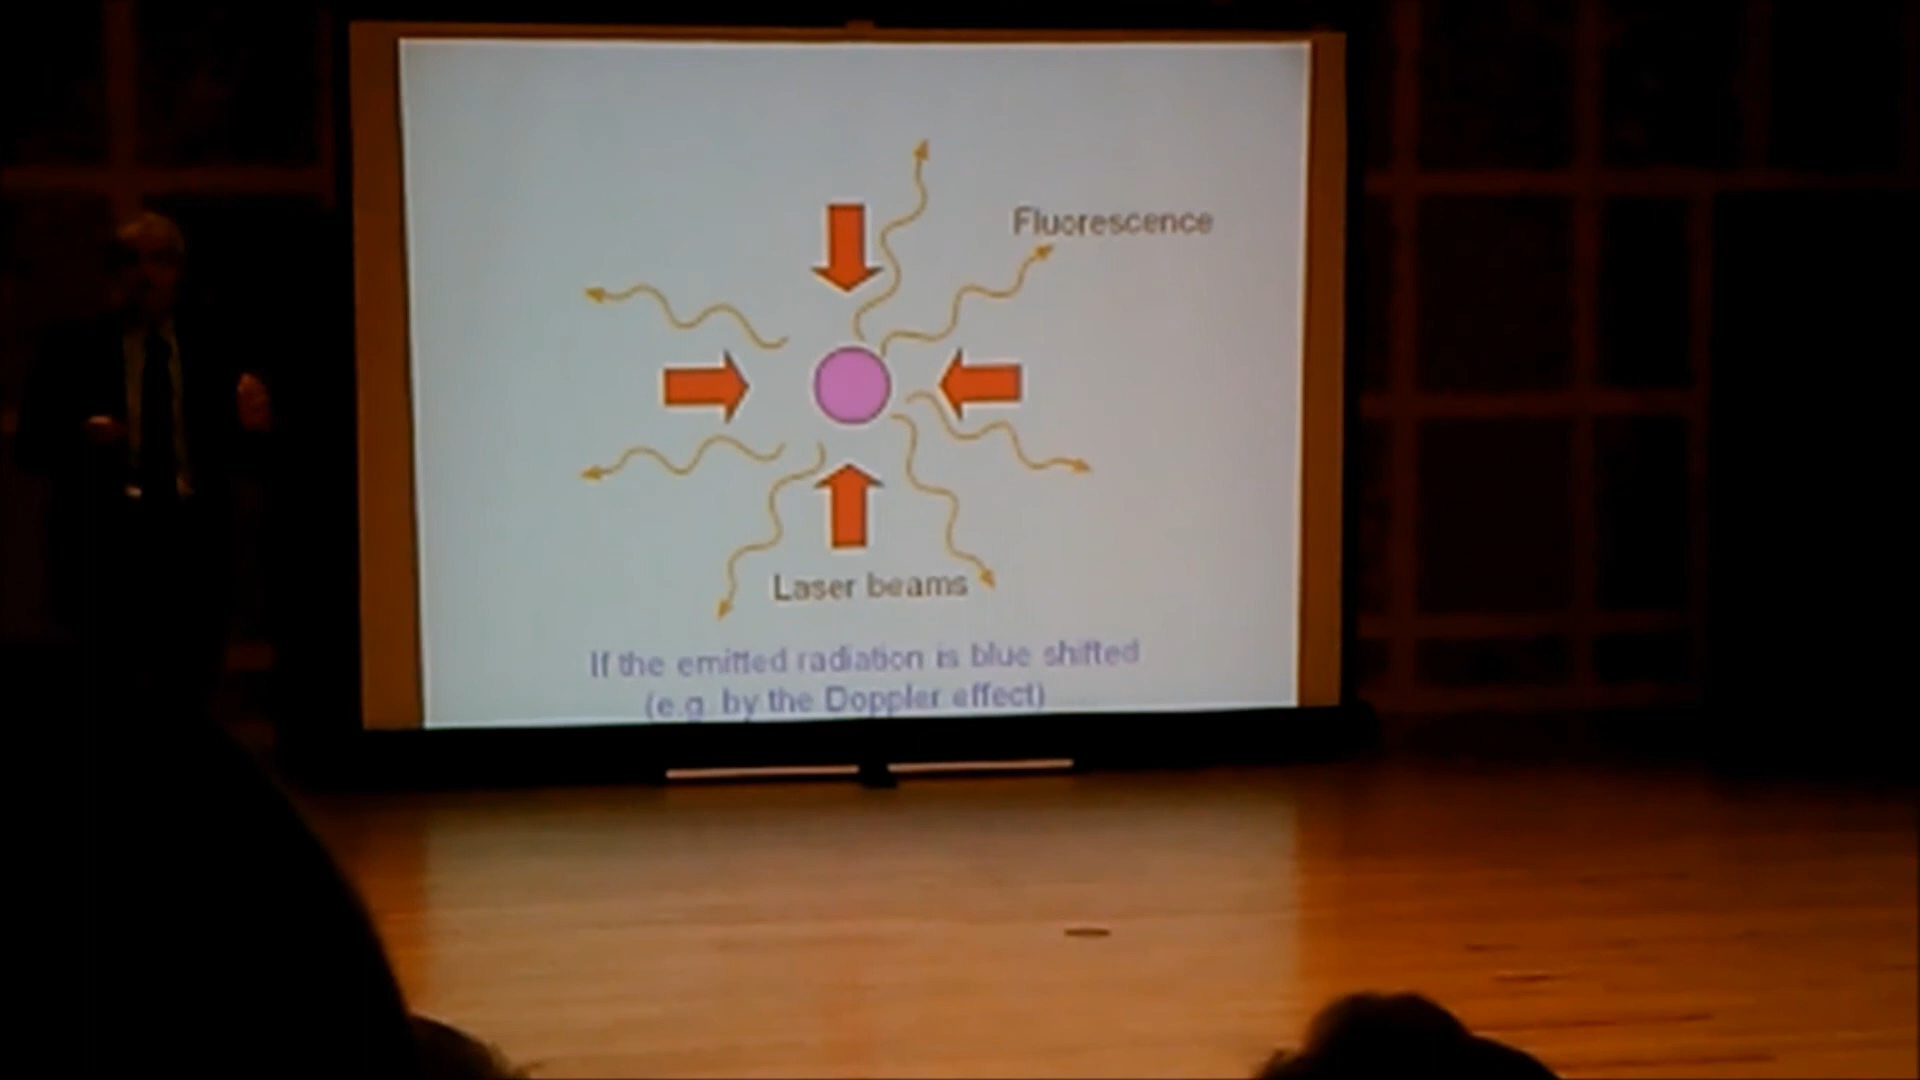 Fluorescence
Laser beams
If the emitted radiation is blue shifted
(e.g. by the Doppler effect)